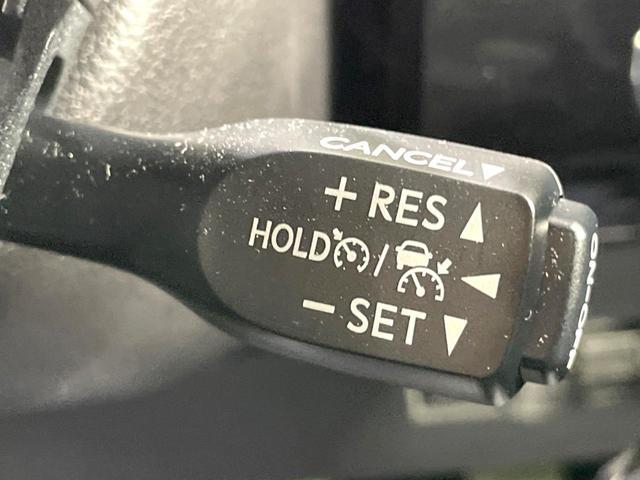 CANCEL▼
+ RES ▲
HOLD / ◀
− SET ▼